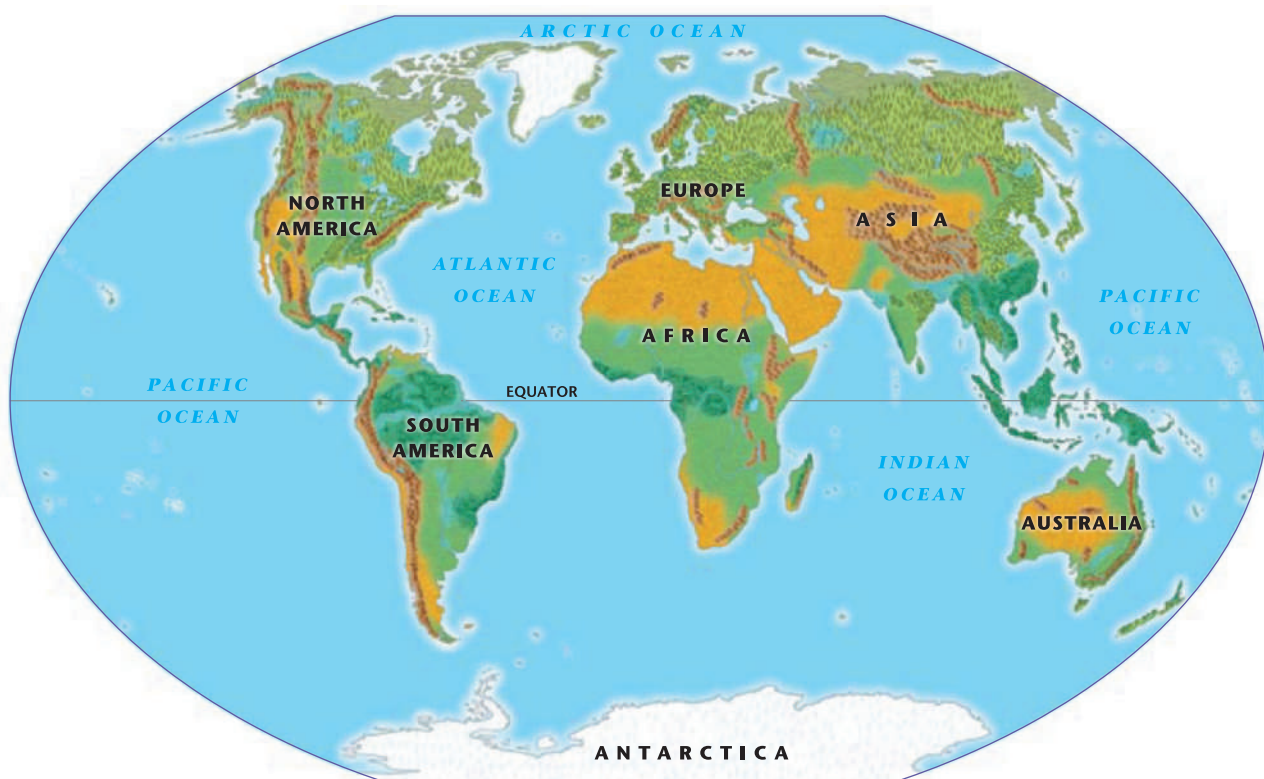 ARCTIC OCEAN
NORTH
AMERICA
EUROPE
ASIA
ATLANTIC
OCEAN
PACIFIC
OCEAN
AFRICA
PACIFIC
OCEAN
EQUATOR
SOUTH
AMERICA
INDIAN
OCEAN
AUSTRALIA
ANTARCTICA